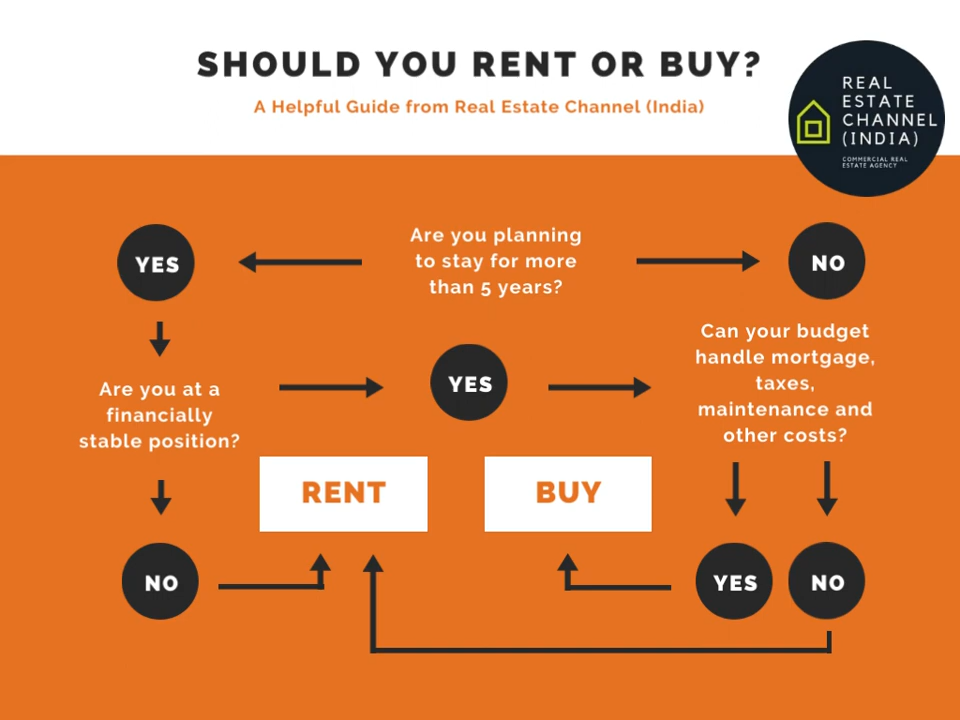 SHOULD YOU RENT OR BUY?
A Helpful Guide from Real Estate Channel (India)
REAL
ESTATE
CHANNEL
(INDIA)
COMMERCIAL REAL
ESTATE AGENCY
YES
Are you planning
to stay for more
than 5 years?
NO
Are you at a
financially
stable position?
YES
Can your budget
handle mortgage,
taxes,
maintenance and
other costs?
RENT
BUY
NO
YES
NO